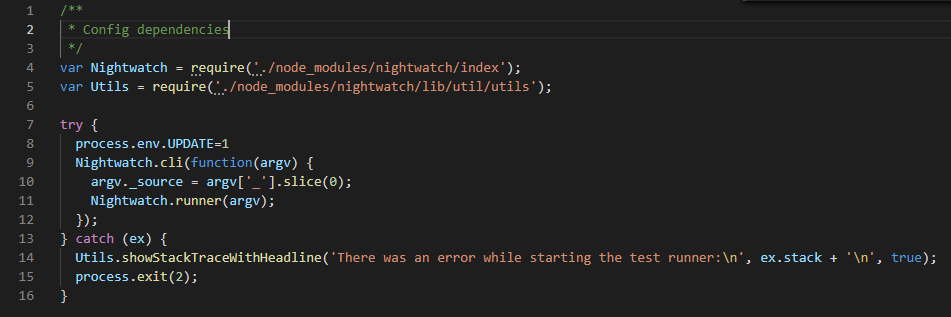 1 /**
2 * Config dependencies
3 */
4 var Nightwatch = require('./node_modules/nightwatch/index');
5 var Utils = require('./node_modules/nightwatch/lib/util/utils');
6
7 try {
8 process.env.UPDATE=1
9 Nightwatch.cli(function(argv) {
10 argv._source = argv['_'].slice(0);
11 Nightwatch.runner(argv);
12 });
13 } catch (ex) {
14 Utils.showStackTraceWithHeadline('There was an error while starting the test runner:\n', ex.stack + '\n', true);
15 process.exit(2);
16 }